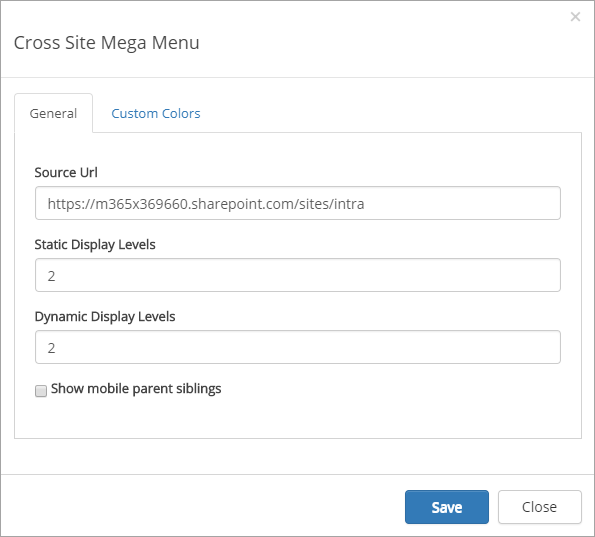 ×
Cross Site Mega Menu
General Custom Colors
Source Url
https://m365x369660.sharepoint.com/sites/intra
Static Display Levels
2
Dynamic Display Levels
2
Show mobile parent siblings
Save Close